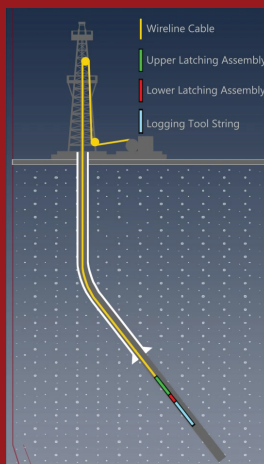 Wireline Cable
Upper Latching Assembly
Lower Latching Assembly
Logging Tool String